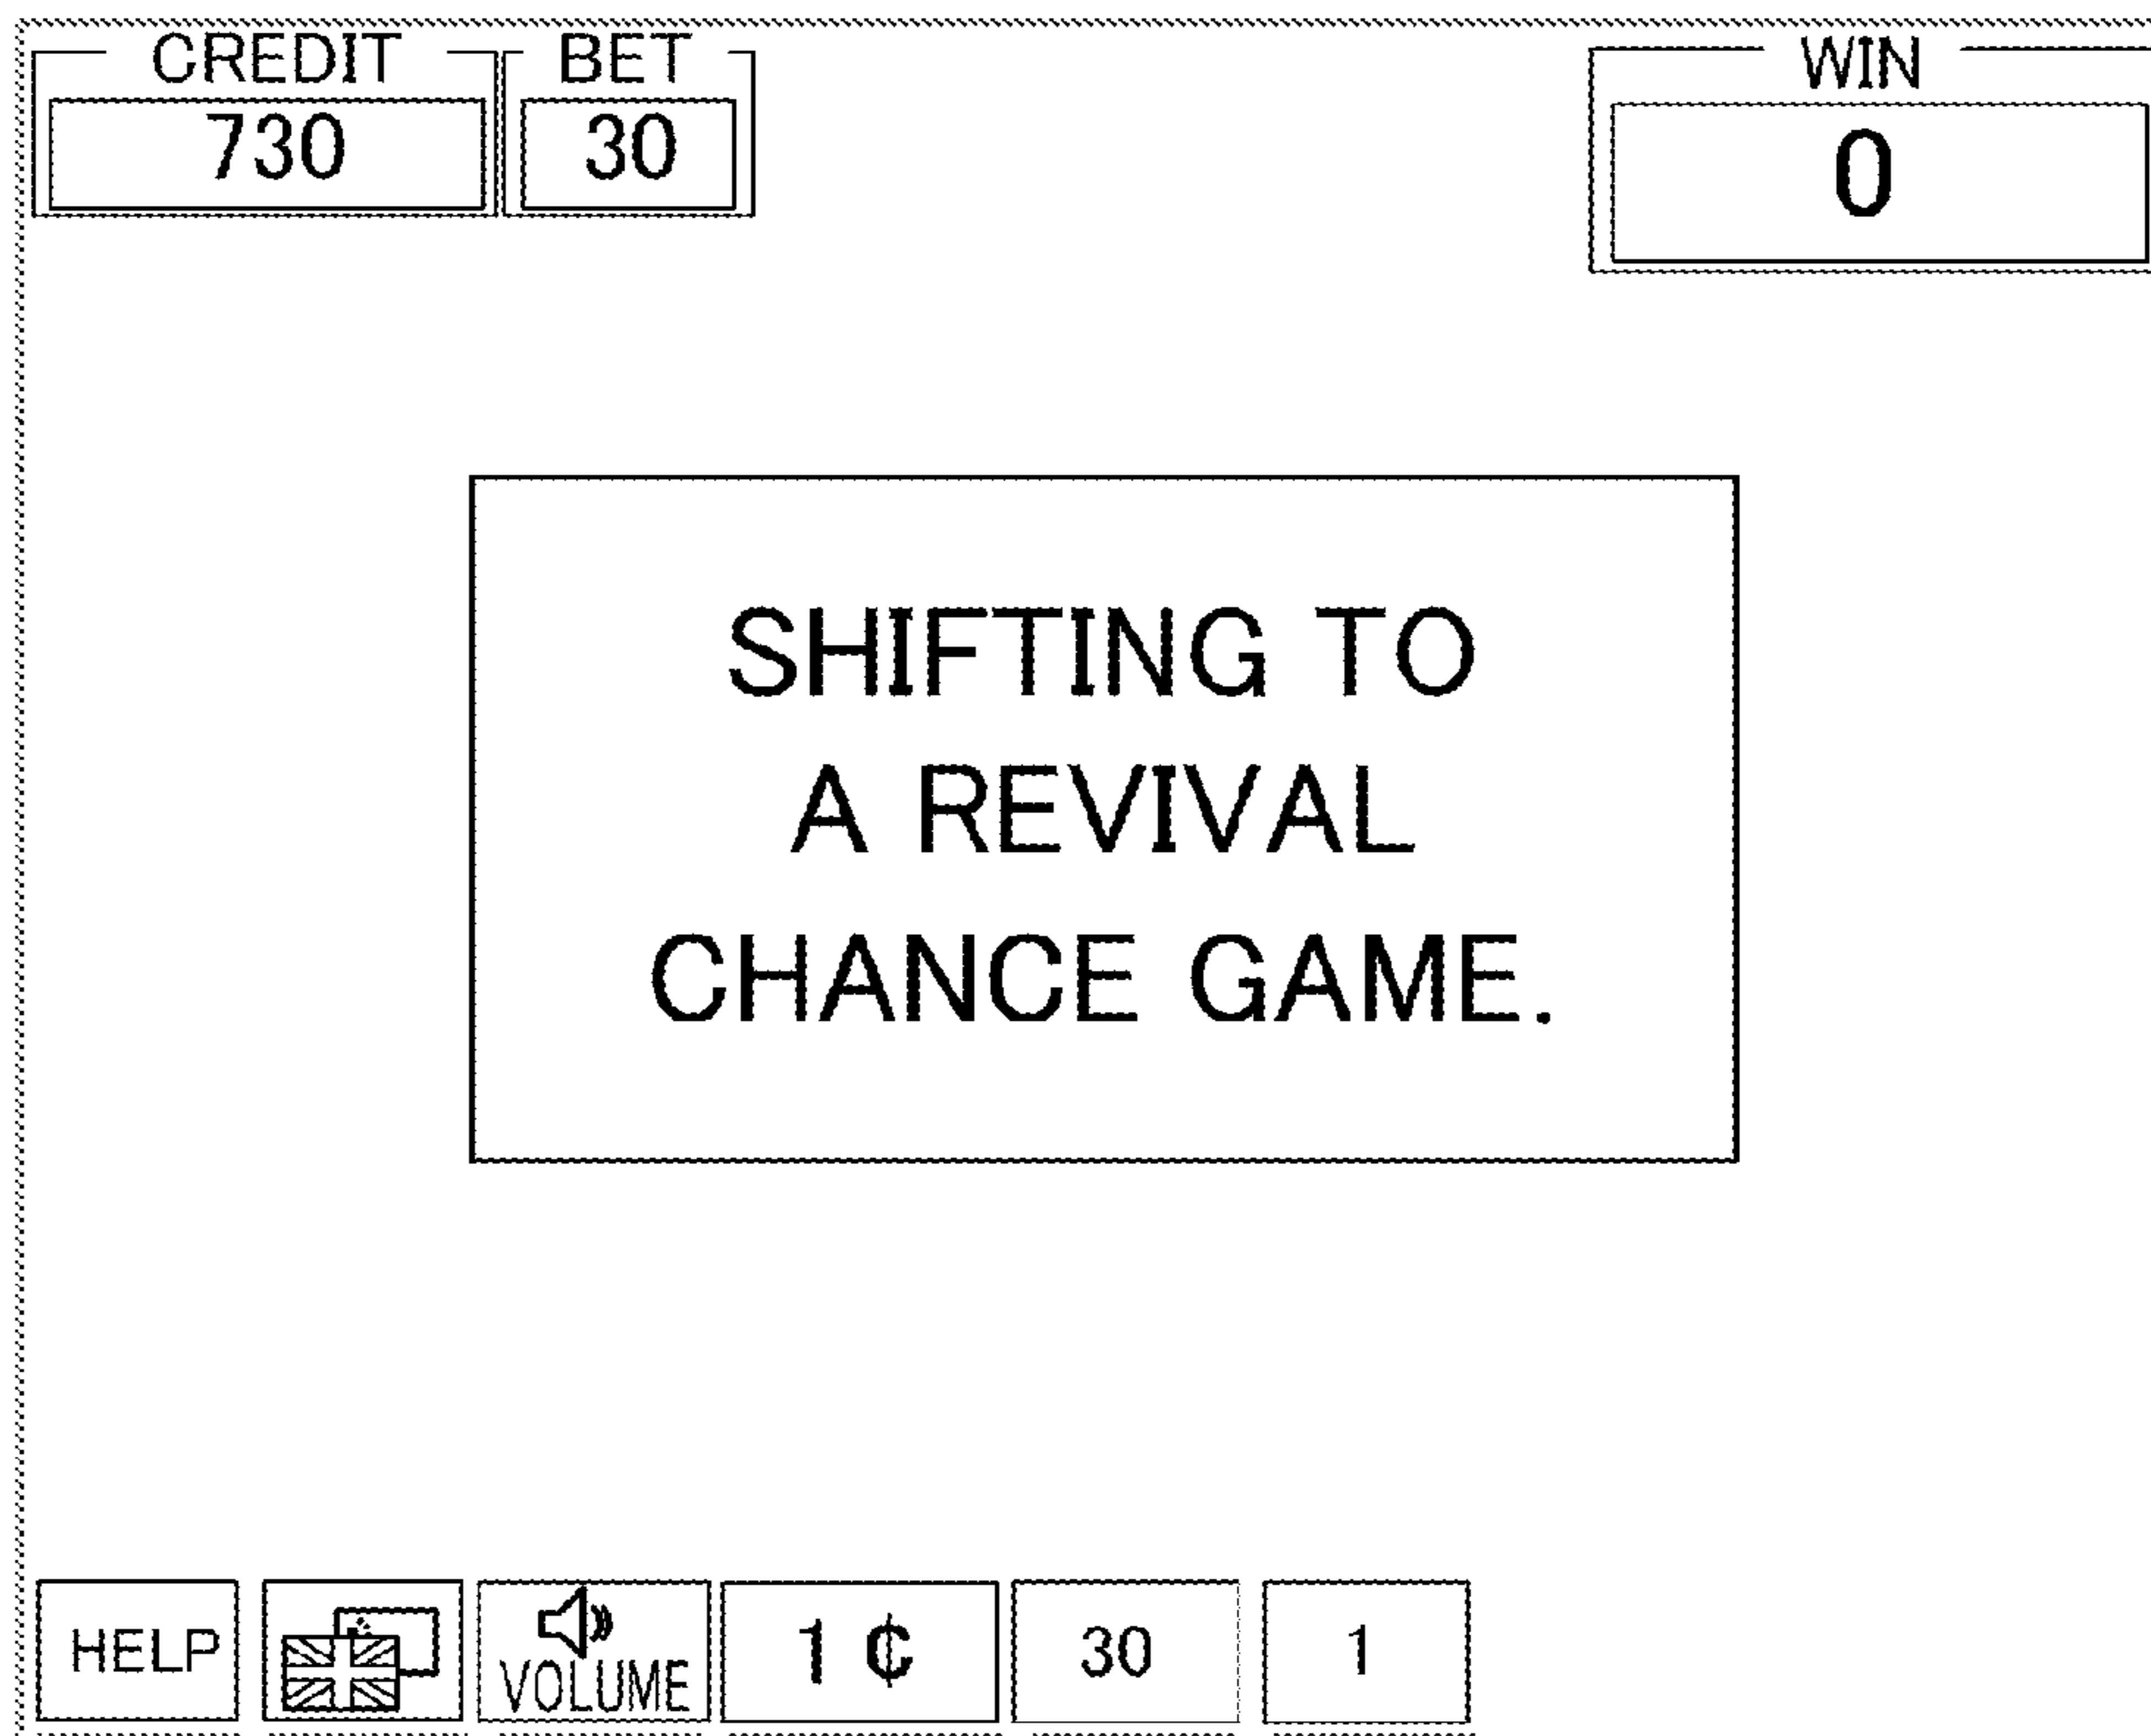 CREDIT BET WIN
730 30 0
SHIFTING TO
A REVIVAL
CHANCE GAME.
HELP VOLUME 1 ¢ 30 1